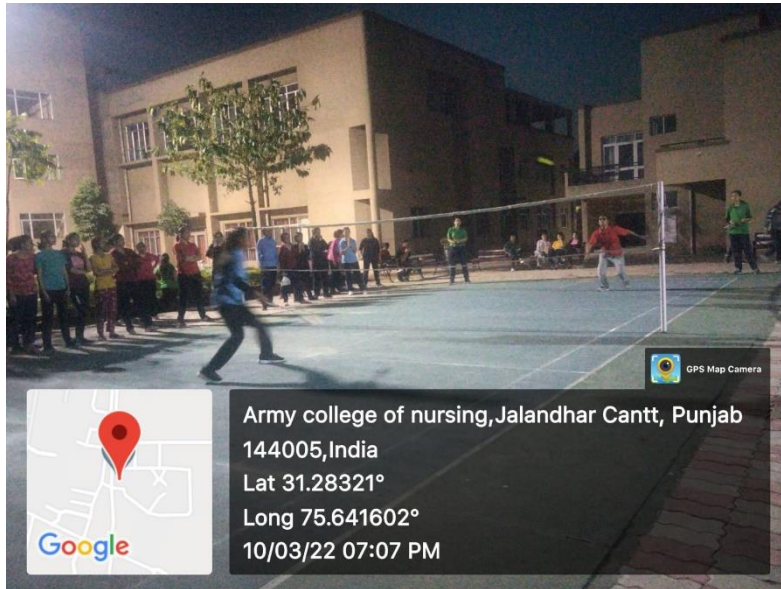 GPS Map Camera
Army college of nursing,Jalandhar Cantt, Punjab
144005,India
Lat 31.28321°
Long 75.641602°
10/03/22 07:07 PM
Google